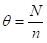 θ = N/n